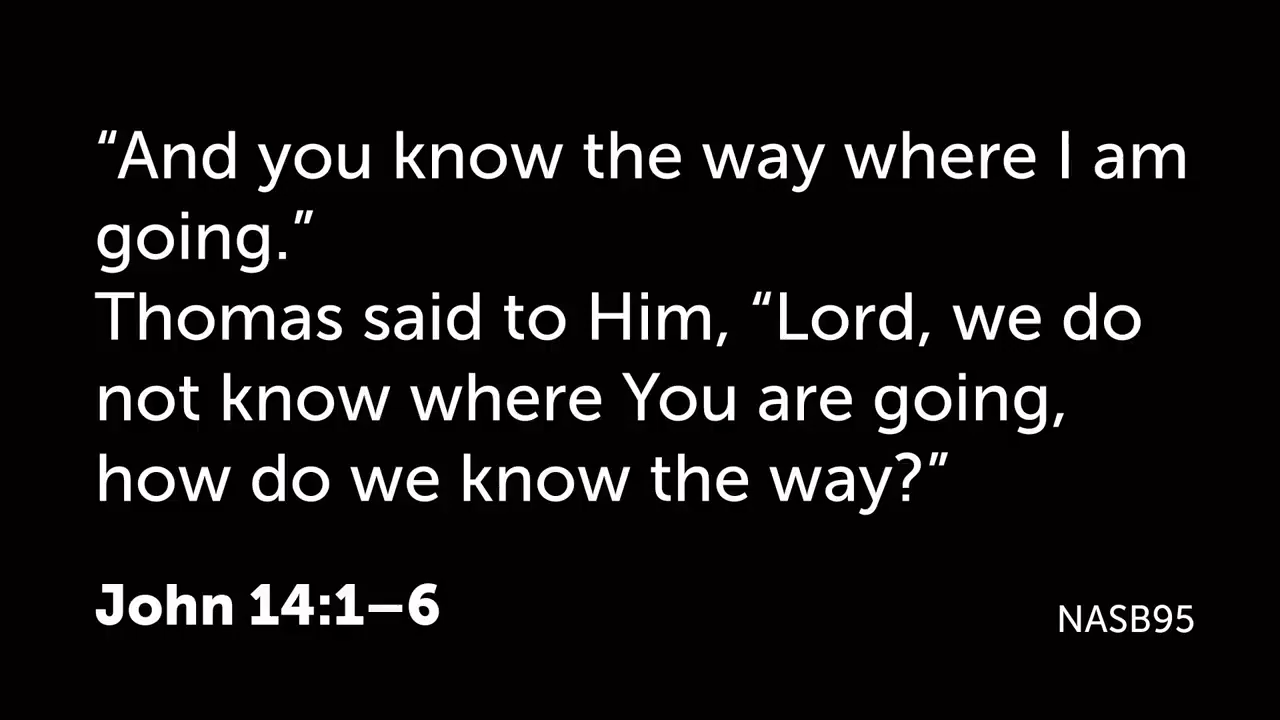 “And you know the way where I am
going.”
Thomas said to Him, “Lord, we do
not know where You are going,
how do we know the way?”
John 14:1–6
NASB95